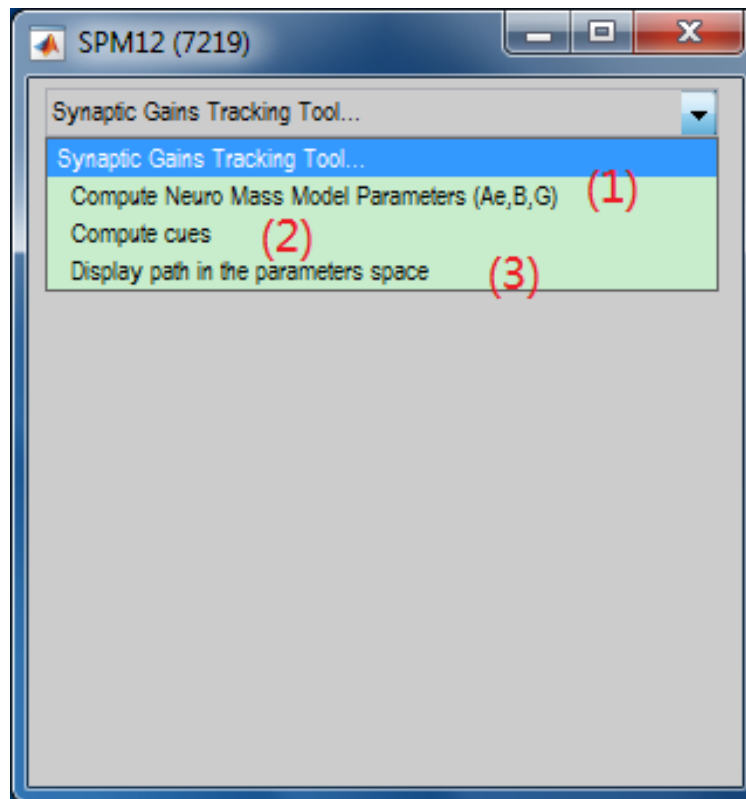 SPM12 (7219)
Synaptic Gains Tracking Tool...
Synaptic Gains Tracking Tool...
Compute Neuro Mass Model Parameters (Ae,B,G) (1)
Compute cues (2)
Display path in the parameters space (3)